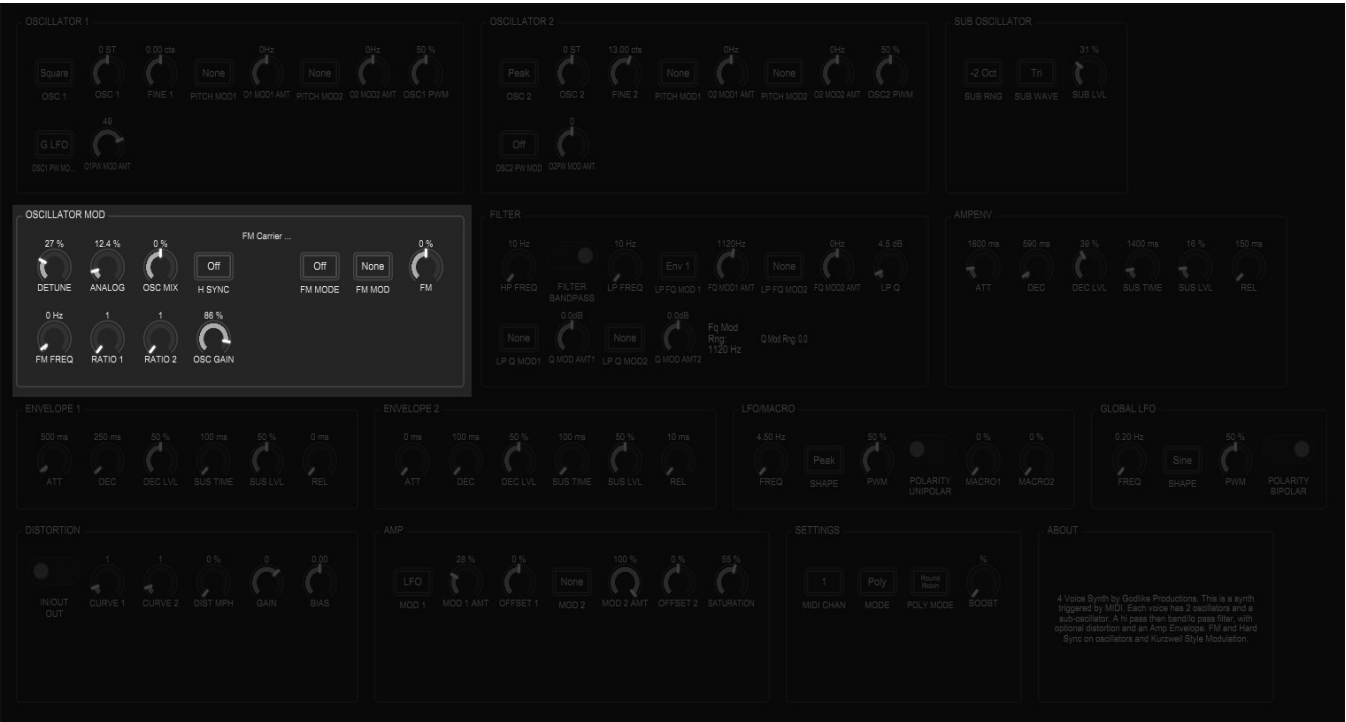 OSCILLATOR 1
0 ST 0.00 cts 0Hz 0Hz 50 %
Square None None
OSC 1 OSC 1 FINE 1 PITCH MOD1 O1 MOD1 AMT PITCH MOD2 O2 MOD2 AMT OSC1 PWM
49
G LFO
OSC1 PW MO... O1PW MOD AMT
OSCILLATOR 2
0 ST 13.00 cts 0Hz 0Hz 50 %
Peak None None
OSC 2 OSC 2 FINE 2 PITCH MOD1 O2 MOD1 AMT PITCH MOD2 O2 MOD2 AMT OSC2 PWM
0
Off
OSC2 PW MOD O2PW MOD AMT
SUB OSCILLATOR
31 %
-2 Oct Tri
SUB RNG SUB WAVE SUB LVL
OSCILLATOR MOD
FM Carrier ...
27 % 12.4 % 0 % 0 %
Off Off None
DETUNE ANALOG OSC MIX H SYNC FM MODE FM MOD FM
0 Hz 1 1 86 %
FM FREQ RATIO 1 RATIO 2 OSC GAIN
FILTER
10 Hz 10 Hz 1120Hz 0Hz 4.5 dB
Env 1 None
HP FREQ FILTER BANDPASS LP FREQ LP FQ MOD 1 FQ MOD1 AMT LP FQ MOD2 FQ MOD2 AMT LP Q
0.0dB 0.0dB
None None
Fq Mod
Rng:
1120 Hz
Q Mod Rng: 0.0
LP Q MOD1 Q MOD AMT1 LP Q MOD2 Q MOD AMT2
AMPENV
1600 ms 590 ms 39 % 1400 ms 16 % 150 ms
ATT DEC DEC LVL SUS TIME SUS LVL REL
ENVELOPE 1
500 ms 250 ms 50 % 100 ms 50 % 0 ms
ATT DEC DEC LVL SUS TIME SUS LVL REL
ENVELOPE 2
0 ms 100 ms 50 % 100 ms 50 % 10 ms
ATT DEC DEC LVL SUS TIME SUS LVL REL
LFO/MACRO
4.50 Hz 50 % 0 % 0 %
Peak
FREQ SHAPE PWM POLARITY UNIPOLAR MACRO1 MACRO2
GLOBAL LFO
0.20 Hz 50 %
Sine
FREQ SHAPE PWM POLARITY BIPOLAR
DISTORTION
1 1 0 % 0 0.00
IN/OUT OUT CURVE 1 CURVE 2 DIST MPH GAIN BIAS
AMP
28 % 0 % 100 % 0 % 55 %
LFO None
MOD 1 MOD 1 AMT OFFSET 1 MOD 2 MOD 2 AMT OFFSET 2 SATURATION
SETTINGS
%
1 Poly Round Robin
MIDI CHAN MODE POLY MODE BOOST
ABOUT
4 Voice Synth by Godlike Productions. This is a synth
triggered by MIDI. Each voice has 2 oscillators and a
sub-oscillator. A hi pass then band/lo pass filter, with
optional distortion and an Amp Envelope. FM and Hard
Sync on oscillators and Kurzweil Style Modulation.